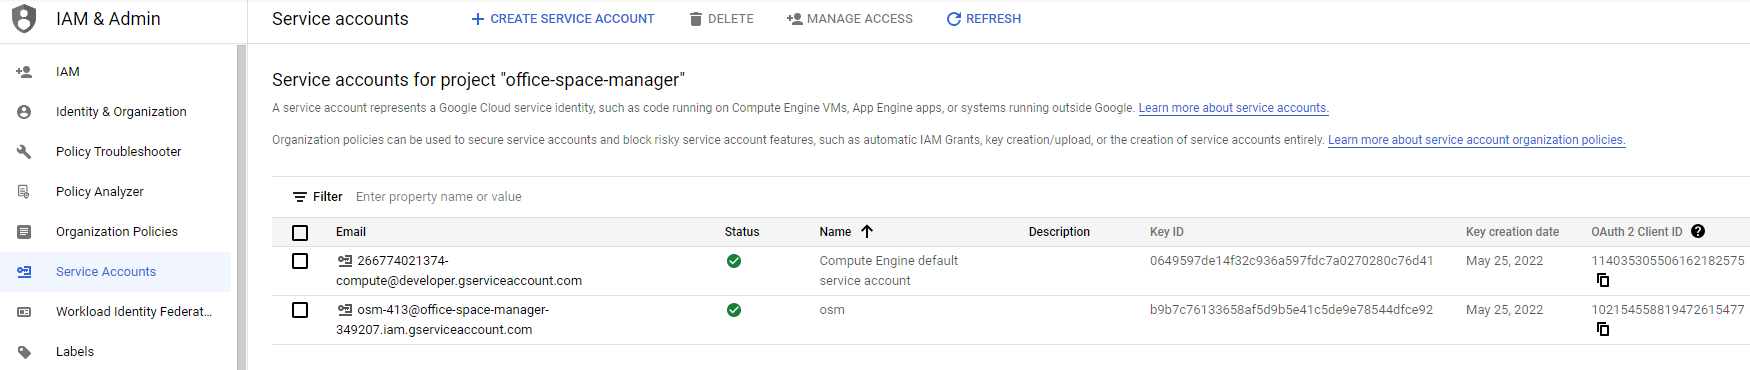 IAM & Admin
Service accounts
CREATE SERVICE ACCOUNT
DELETE
MANAGE ACCESS
REFRESH
IAM
Identity & Organization
Policy Troubleshooter
Policy Analyzer
Organization Policies
Service Accounts
Workload Identity Federat...
Labels
Service accounts for project "office-space-manager"
A service account represents a Google Cloud service identity, such as code running on Compute Engine VMs, App Engine apps, or systems running outside Google. Learn more about service accounts.
Organization policies can be used to secure service accounts and block risky service account features, such as automatic IAM Grants, key creation/upload, or the creation of service accounts entirely. Learn more about service account organization policies.
Filter Enter property name or value
Email Status Name Description Key ID Key creation date OAuth 2 Client ID
266774021374- Compute Engine default 0649597de14f32c936a597fdc7a0270280c76d41 May 25, 2022 114035305506162182575
compute@developer.gserviceaccount.com service account
osm-413@office-space-manager- osm b9b7c76133658af5d9b5e41c5de9e78544dfce92 May 25, 2022 102154558819472615477
349207.iam.gserviceaccount.com